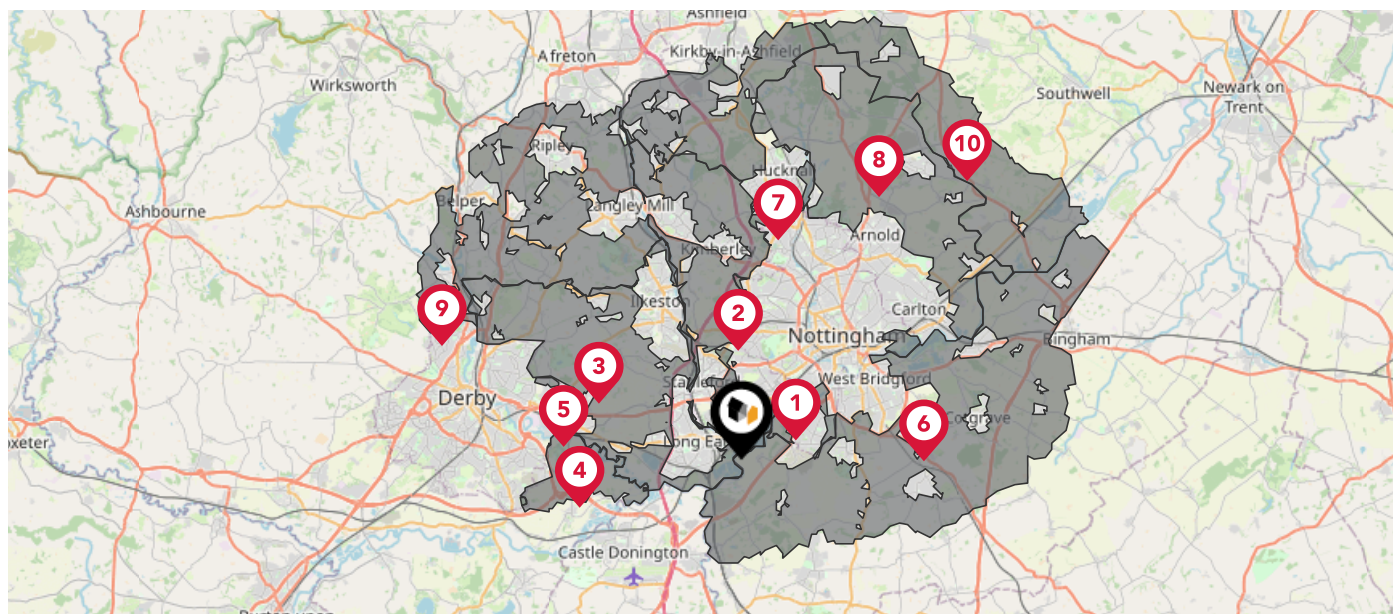 Ashfield
Kirkby-in-Ashfield
Afreton
Wirksworth
Newark on
Trent
Southwell
10
8
Ripley
Hucknall
7
Belper
Langley Mill
Ashbourne
Arnold
Kimberley
Ilkeston
9
2
Carlton
Nottingham
Bingham
3
West Bridgford
Derby
1
5
6
Cotgrave
Long Ea
4
Castle Donington